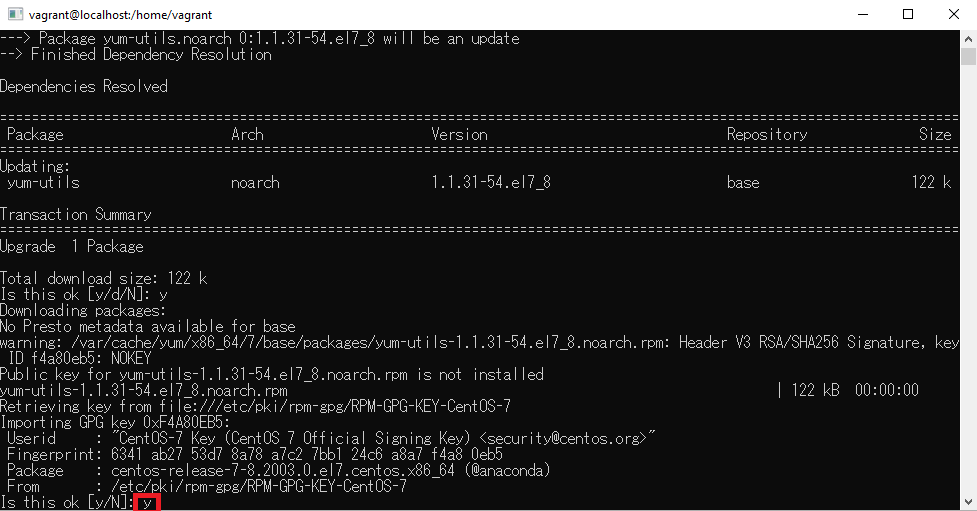 vagrant@localhost:/home/vagrant
---> Package yum-utils.noarch 0:1.1.31-54.el7_8 will be an update
--> Finished Dependency Resolution
Dependencies Resolved
================================================================================
Package Arch Version Repository Size
================================================================================
Updating:
yum-utils noarch 1.1.31-54.el7_8 base 122 k
Transaction Summary
================================================================================
Upgrade  1 Package
Total download size: 122 k
Is this ok [y/d/N]: y
Downloading packages:
No Presto metadata available for base
warning: /var/cache/yum/x86_64/7/base/packages/yum-utils-1.1.31-54.el7_8.noarch.rpm: Header V3 RSA/SHA256 Signature, key
 ID f4a80eb5: NOKEY
Public key for yum-utils-1.1.31-54.el7_8.noarch.rpm is not installed
yum-utils-1.1.31-54.el7_8.noarch.rpm | 122 kB  00:00:00
Retrieving key from file:///etc/pki/rpm-gpg/RPM-GPG-KEY-CentOS-7
Importing GPG key 0xF4A80EB5:
 Userid     : "CentOS-7 Key (CentOS 7 Official Signing Key) <security@centos.org>"
 Fingerprint: 6341 ab27 53d7 8a78 a7c2 7bb1 24c6 a8a7 f4a8 0eb5
 Package    : centos-release-7-8.2003.0.el7.centos.x86_64 (@anaconda)
 From       : /etc/pki/rpm-gpg/RPM-GPG-KEY-CentOS-7
Is this ok [y/N]: y